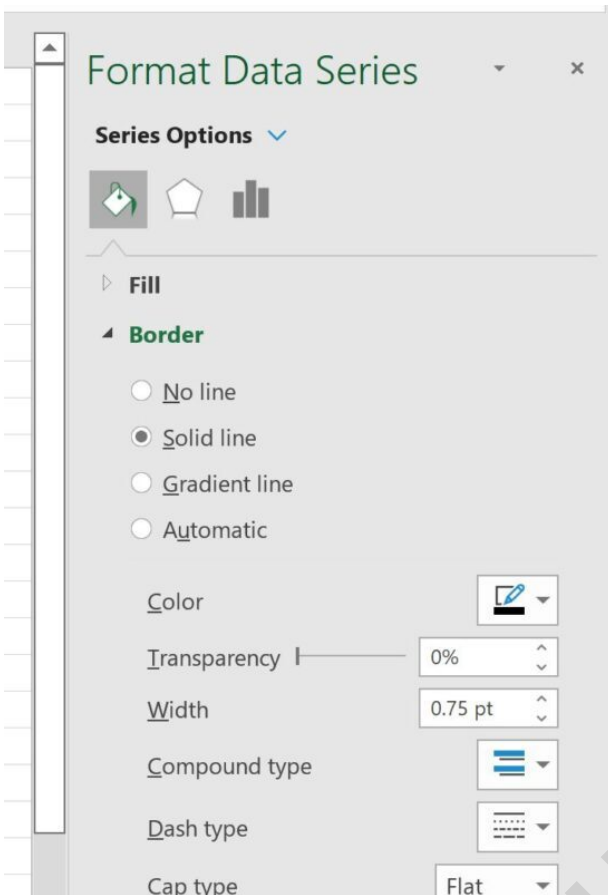 Format Data Series
Series Options
Fill
Border
No line
Solid line
Gradient line
Automatic
Color
Transparency 0%
Width 0.75 pt
Compound type
Dash type
Cap type Flat